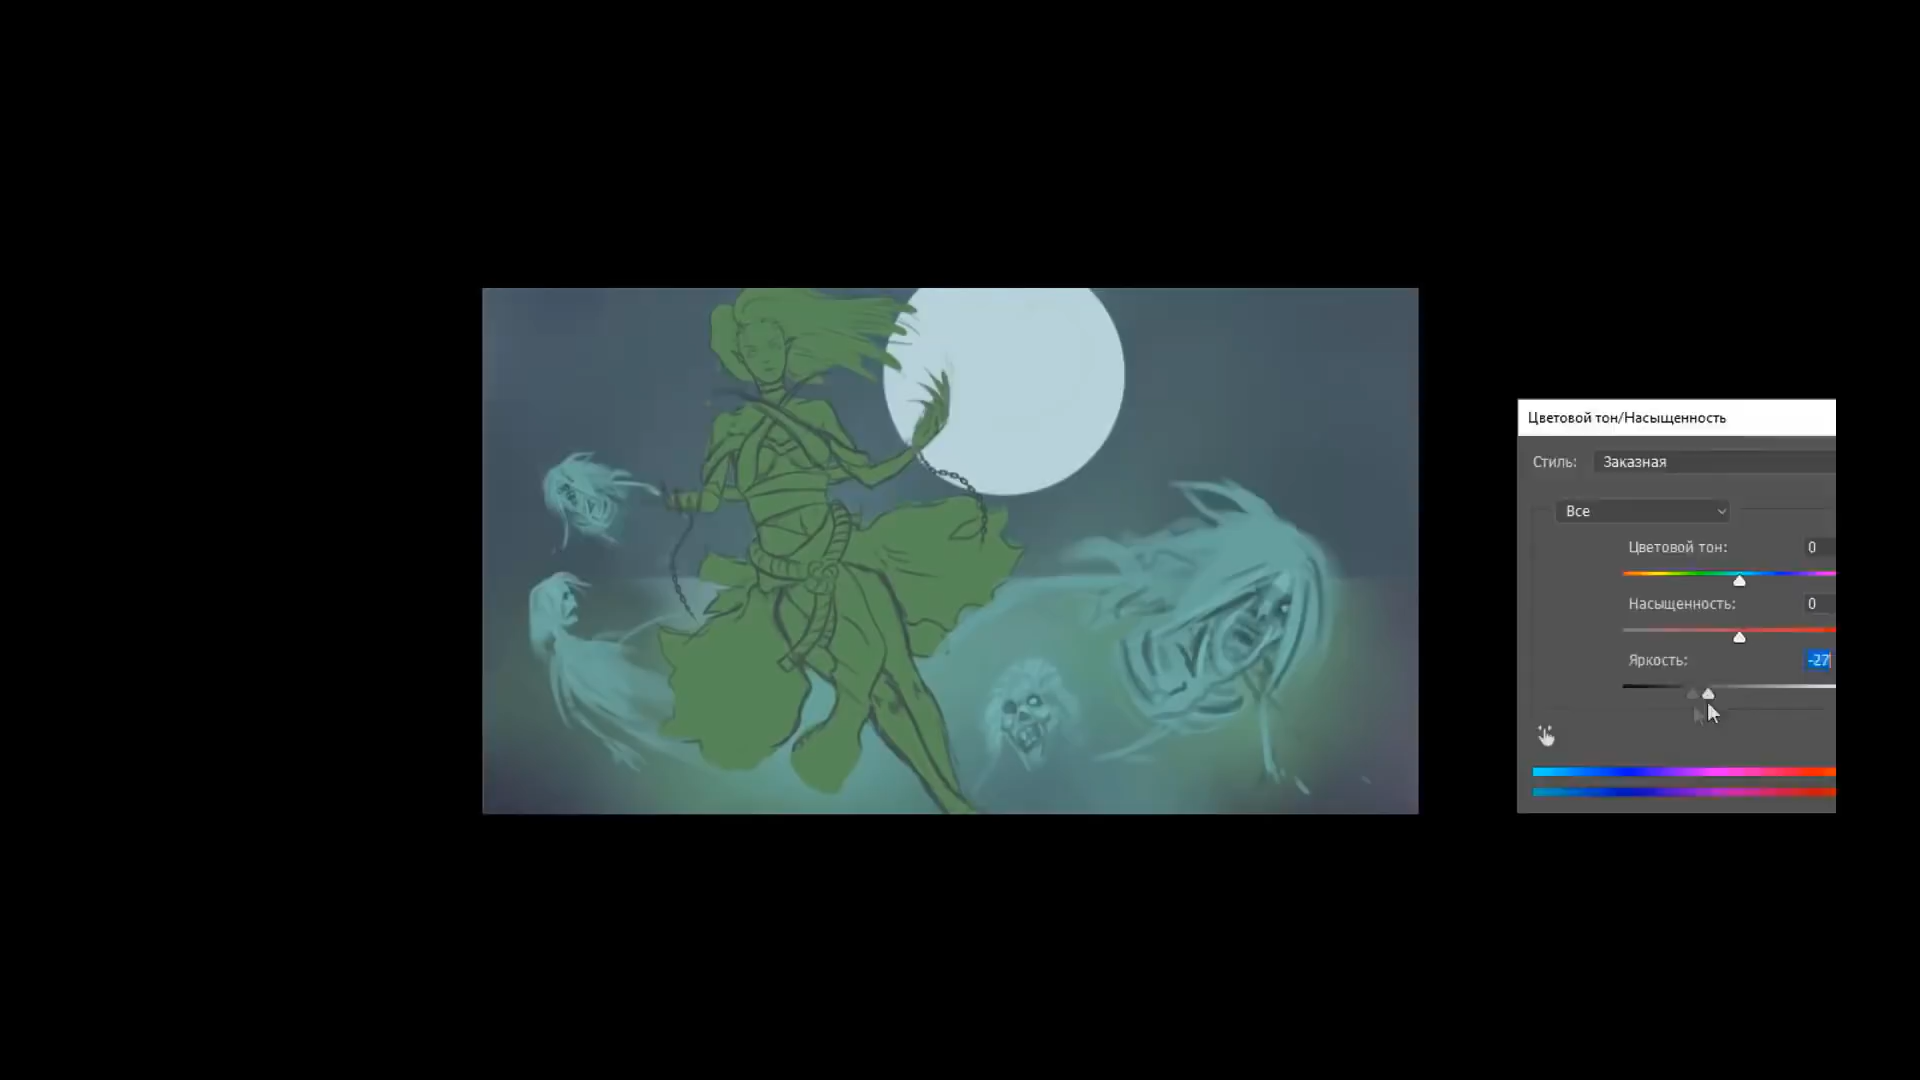 Цветовой тон/Насыщенность
Стиль: Заказная
Все
Цветовой тон: 0
Насыщенность: 0
Яркость: -27